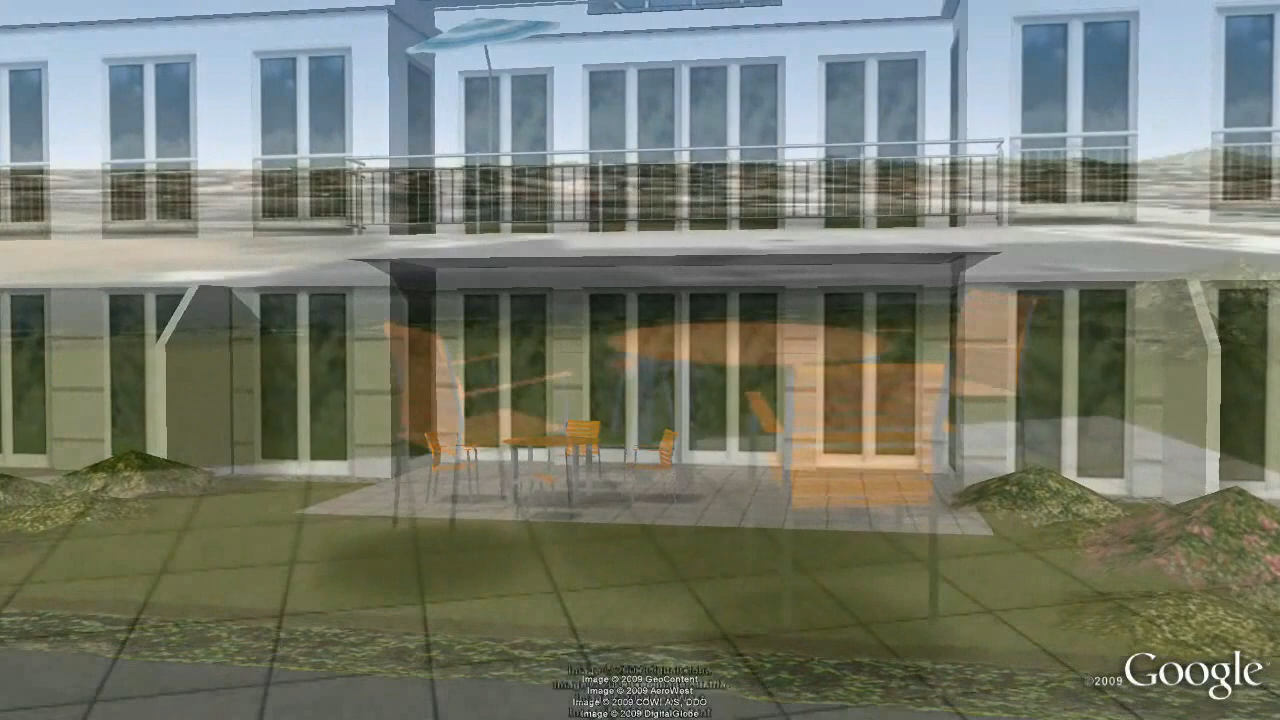 Image © 2009 GeoContent
Image © 2009 AeroWest
Image © 2009 COWI A/S, DDO
Image © 2009 DigitalGlobe
©2009 Google